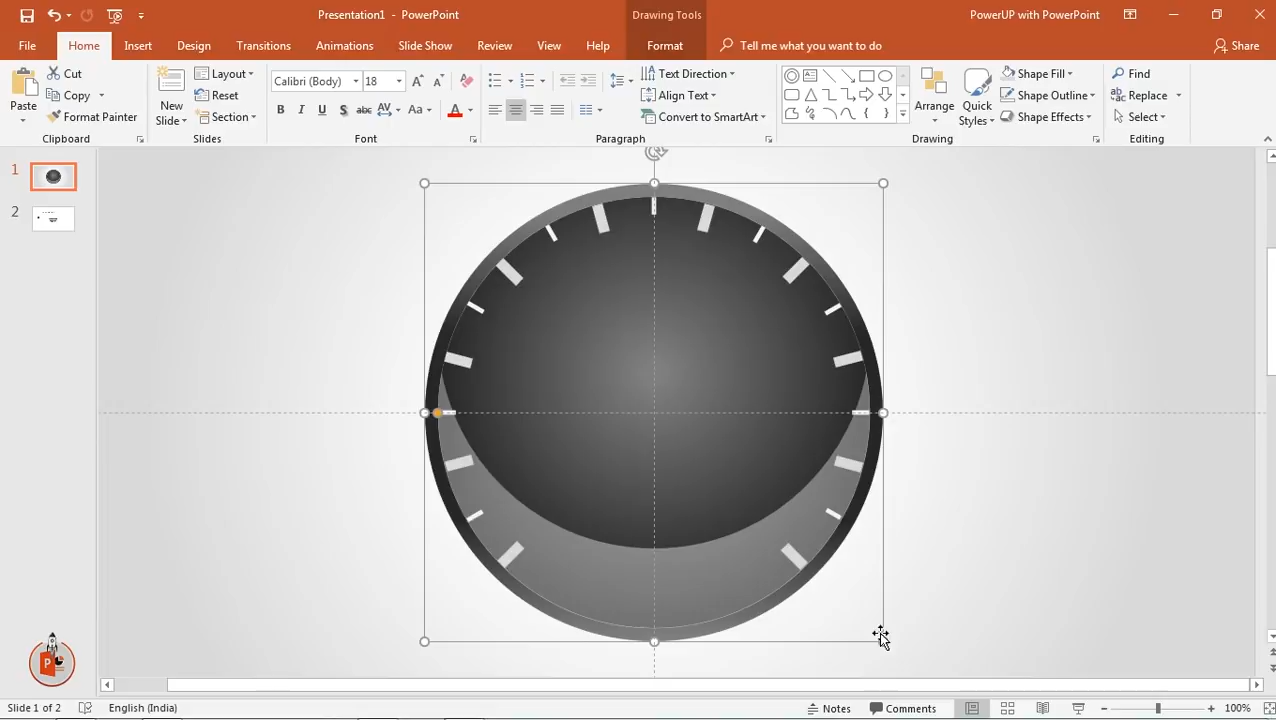 Presentation1 - PowerPoint
Drawing Tools
PowerUP with PowerPoint
File
Home
Insert
Design
Transitions
Animations
Slide Show
Review
View
Help
Format
Tell me what you want to do
Share
Paste
Cut
Copy
Format Painter
Clipboard
New
Slide
Layout
Reset
Section
Slides
Calibri (Body)
18
A
A
B
I
U
S
abc
AV
Aa
A
Font
Text Direction
Align Text
Convert to SmartArt
Paragraph
Arrange
Quick
Styles
Shape Fill
Shape Outline
Shape Effects
Drawing
Find
Replace
Select
Editing
1
2
P
Slide 1 of 2
English (India)
Notes
Comments
100%